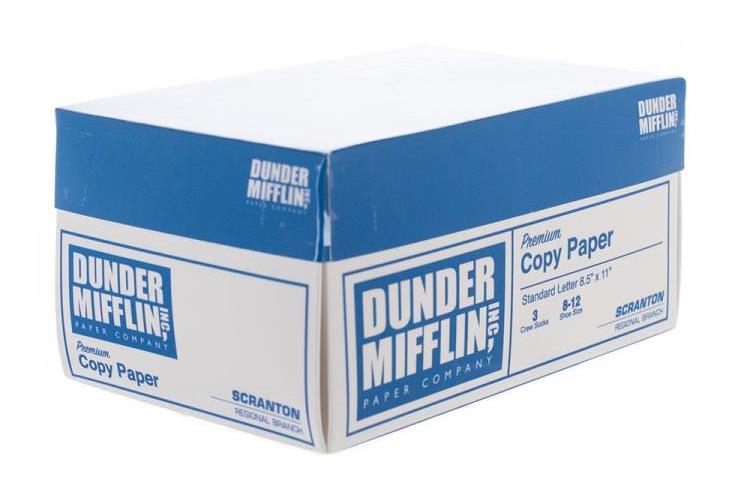 DUNDER
MIFFLIN, INC,
PAPER COMPANY
DUNDER
MIFFLIN, INC,
PAPER COMPANY
Premium
Copy Paper
SCRANTON
REGIONAL BRANCH
DUNDER
MIFFLIN, INC,
PAPER COMPANY
DUNDER
MIFFLIN, INC,
PAPER COMPANY
Premium
Copy Paper
Standard Letter 8.5" x 11"
3 8-12
Crew Socks Shoe Size
SCRANTON
REGIONAL BRANCH